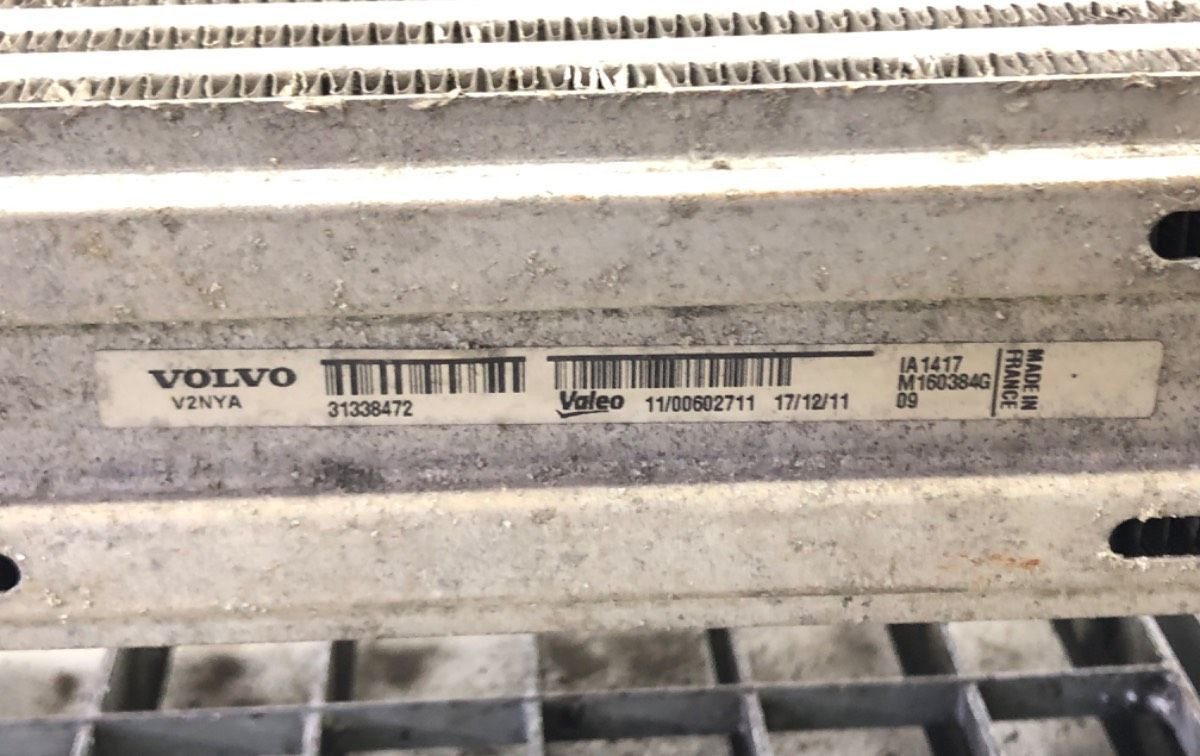 VOLVO
V2NYA
31338472
Valeo 11/00602711 17/12/11
IA1417
M160384G
09
MADE IN
FRANCE